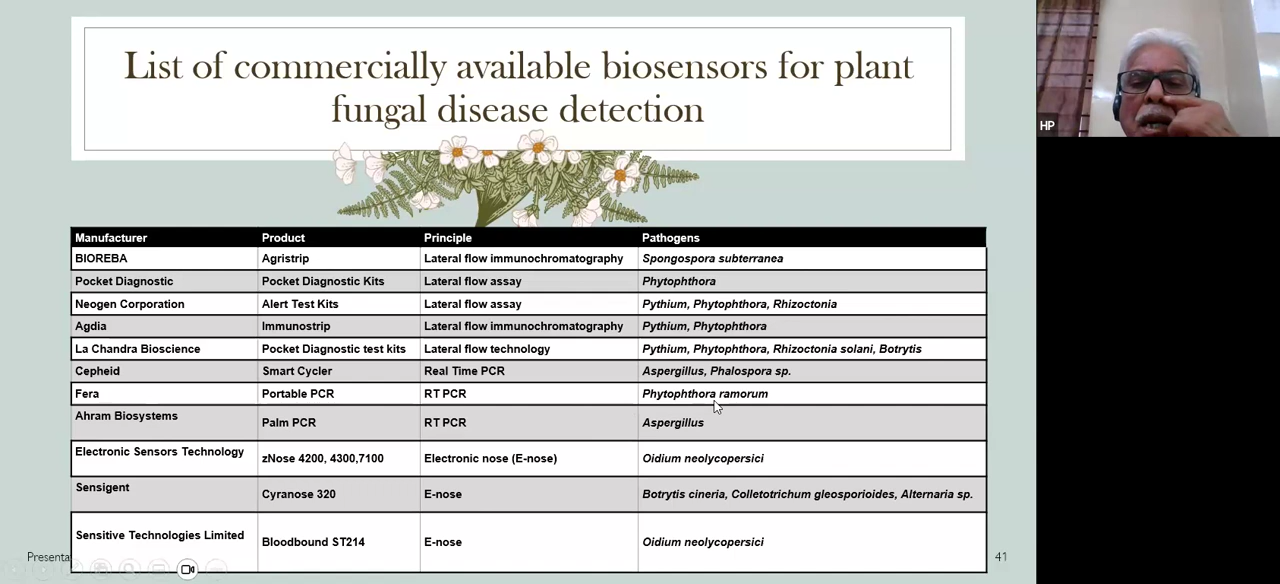 List of commercially available biosensors for plant
fungal disease detection
HP
Manufacturer Product Principle Pathogens
BIOREBA Agristrip Lateral flow immunochromatography Spongospora subterranea
Pocket Diagnostic Pocket Diagnostic Kits Lateral flow assay Phytophthora
Neogen Corporation Alert Test Kits Lateral flow assay Pythium, Phytophthora, Rhizoctonia
Agdia Immunostrip Lateral flow immunochromatography Pythium, Phytophthora
La Chandra Bioscience Pocket Diagnostic test kits Lateral flow technology Pythium, Phytophthora, Rhizoctonia solani, Botrytis
Cepheid Smart Cycler Real Time PCR Aspergillus, Phalospora sp.
Fera Portable PCR RT PCR Phytophthora ramorum
Ahram Biosystems Palm PCR RT PCR Aspergillus
Electronic Sensors Technology zNose 4200, 4300,7100 Electronic nose (E-nose) Oidium neolycopersici
Sensigent Cyranose 320 E-nose Botrytis cineria, Colletotrichum gleosporioides, Alternaria sp.
Sensitive Technologies Limited Bloodbound ST214 E-nose Oidium neolycopersici
Presenta
41